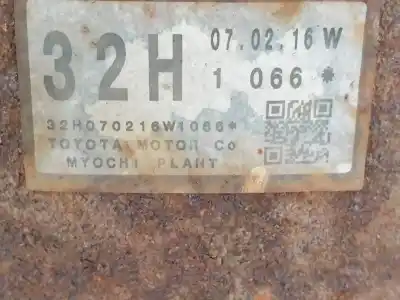 32H 07.02.16 W
1 066 *
32H070216W1066*
TOYOTA MOTOR Co
MYOCHI PLANT